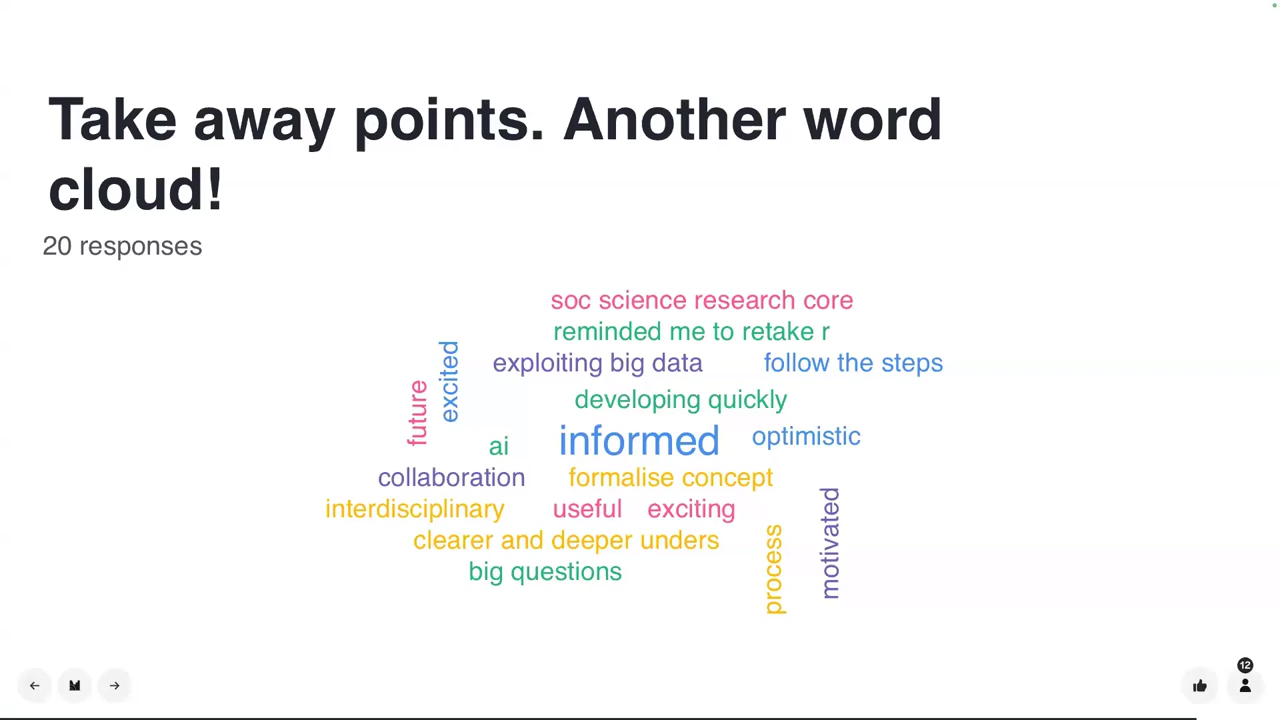 Take away points. Another word
cloud!
20 responses
soc science research core
reminded me to retake r
exploiting big data
follow the steps
excited
future
developing quickly
ai
informed
optimistic
collaboration
formalise concept
interdisciplinary
useful
exciting
motivated
process
clearer and deeper unders
big questions
12